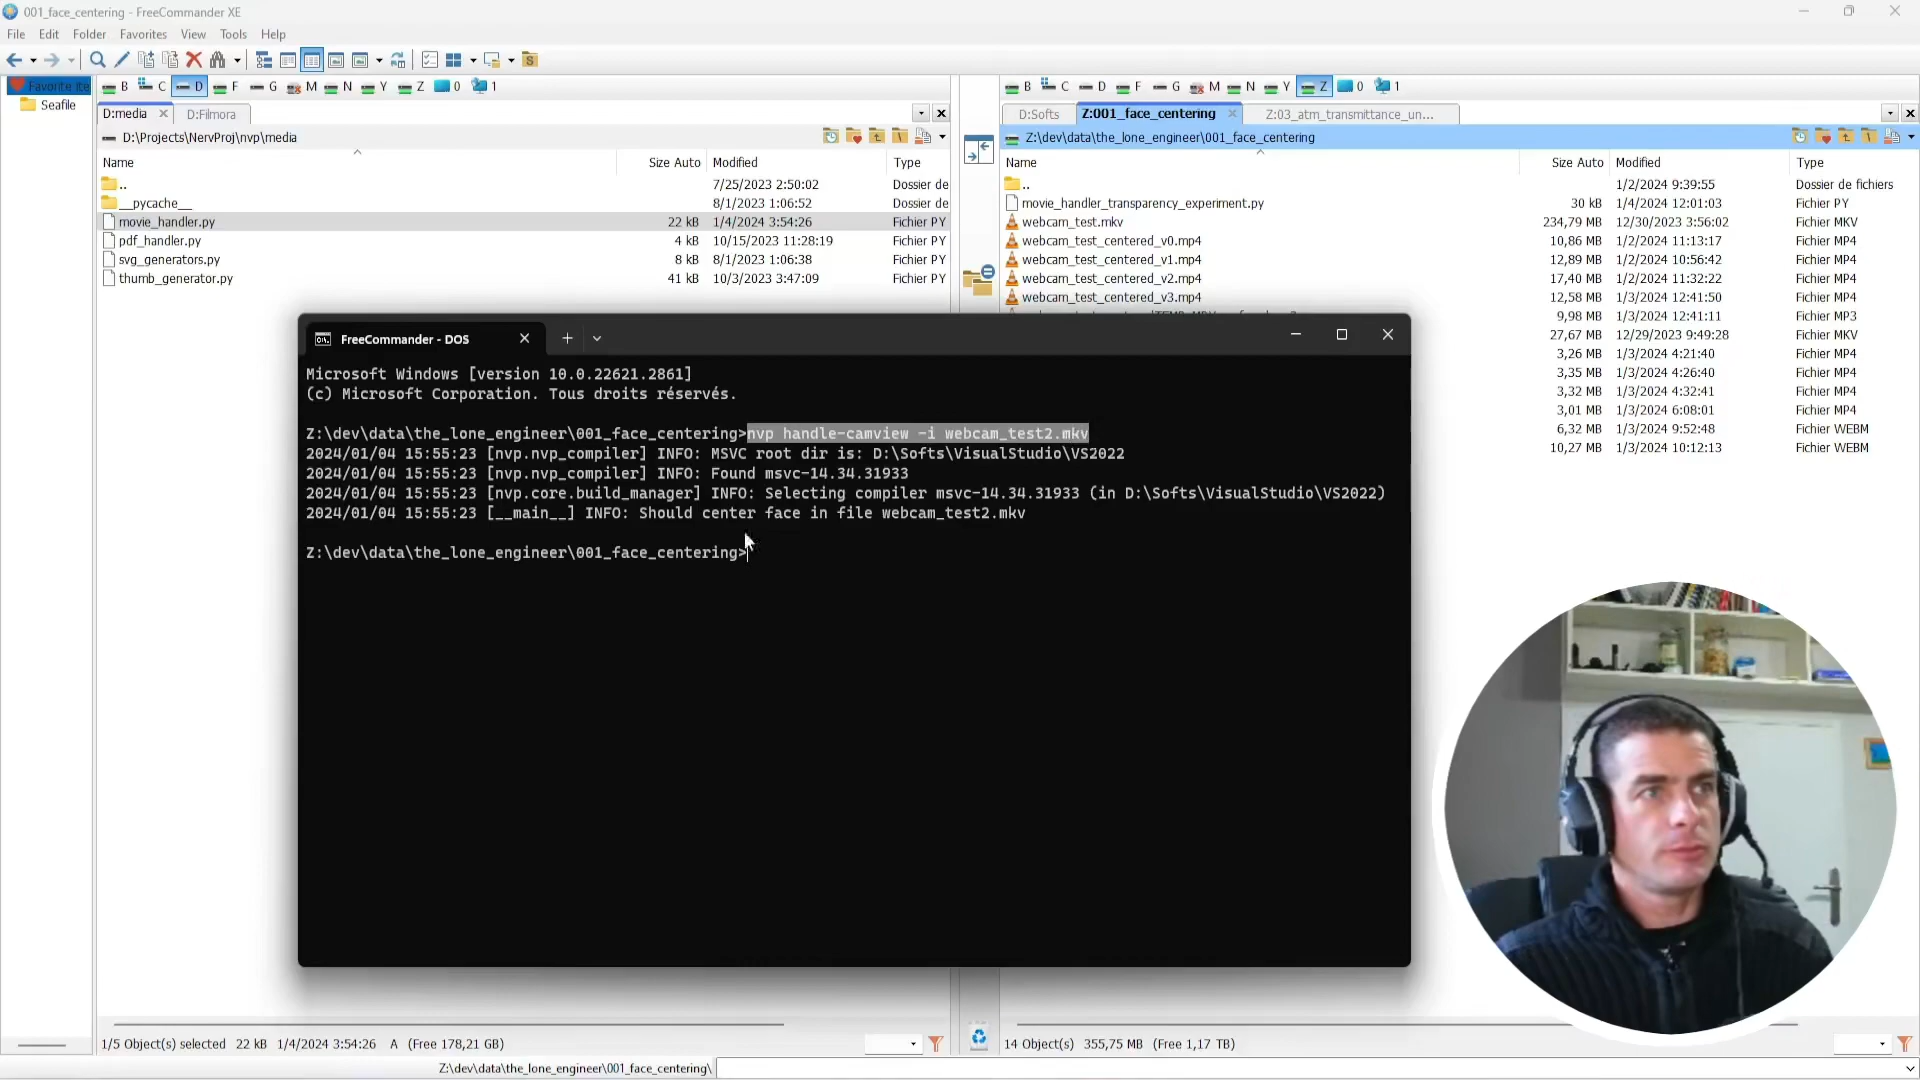 001_face_centering - FreeCommander XE
File Edit Folder Favorites View Tools Help
Favorite ite
Seafile
B C D F G M N Y Z 0 1
D:media D:Filmora
D:\Projects\NervProj\nvp\media
Name Size Auto Modified Type
.. 7/25/2023 2:50:02 Dossier de
__pycache__ 8/1/2023 1:06:52 Dossier de
movie_handler.py 22 kB 1/4/2024 3:54:26 Fichier PY
pdf_handler.py 4 kB 10/15/2023 11:28:19 Fichier PY
svg_generators.py 8 kB 8/1/2023 1:06:38 Fichier PY
thumb_generator.py 41 kB 10/3/2023 3:47:09 Fichier PY
B C D F G M N Y Z 0 1
D:Softs Z:001_face_centering Z:03_atm_transmittance_un...
Z:\dev\data\the_lone_engineer\001_face_centering
Name Size Auto Modified Type
.. 1/2/2024 9:39:55 Dossier de fichiers
movie_handler_transparency_experiment.py 30 kB 1/4/2024 12:01:03 Fichier PY
webcam_test.mkv 234,79 MB 12/30/2023 3:56:02 Fichier MKV
webcam_test_centered_v0.mp4 10,86 MB 1/2/2024 11:13:17 Fichier MP4
webcam_test_centered_v1.mp4 12,89 MB 1/2/2024 10:56:42 Fichier MP4
webcam_test_centered_v2.mp4 17,40 MB 1/2/2024 11:32:22 Fichier MP4
webcam_test_centered_v3.mp4 12,58 MB 1/3/2024 12:41:50 Fichier MP4
9,98 MB 1/3/2024 12:41:11 Fichier MP3
27,67 MB 12/29/2023 9:49:28 Fichier MKV
3,26 MB 1/3/2024 4:21:40 Fichier MP4
3,35 MB 1/3/2024 4:26:40 Fichier MP4
3,32 MB 1/3/2024 4:32:41 Fichier MP4
3,01 MB 1/3/2024 6:08:01 Fichier MP4
6,32 MB 1/3/2024 9:52:48 Fichier WEBM
10,27 MB 1/3/2024 10:12:13 Fichier WEBM
FreeCommander - DOS
Microsoft Windows [version 10.0.22621.2861]
(c) Microsoft Corporation. Tous droits réservés.
Z:\dev\data\the_lone_engineer\001_face_centering>nvp handle-camview -i webcam_test2.mkv
2024/01/04 15:55:23 [nvp.nvp_compiler] INFO: MSVC root dir is: D:\Softs\VisualStudio\VS2022
2024/01/04 15:55:23 [nvp.nvp_compiler] INFO: Found msvc-14.34.31933
2024/01/04 15:55:23 [nvp.core.build_manager] INFO: Selecting compiler msvc-14.34.31933 (in D:\Softs\VisualStudio\VS2022)
2024/01/04 15:55:23 [__main__] INFO: Should center face in file webcam_test2.mkv
Z:\dev\data\the_lone_engineer\001_face_centering>
1/5 Object(s) selected 22 kB 1/4/2024 3:54:26 A (Free 178,21 GB)
14 Object(s) 355,75 MB (Free 1,17 TB)
Z:\dev\data\the_lone_engineer\001_face_centering\